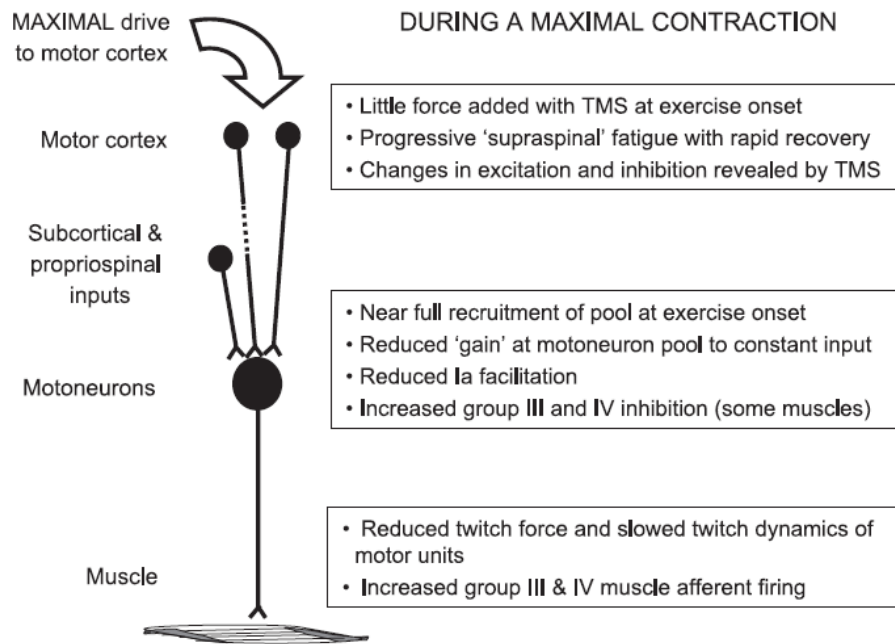 MAXIMAL drive
to motor cortex
DURING A MAXIMAL CONTRACTION
Motor cortex
• Little force added with TMS at exercise onset
• Progressive ‘supraspinal’ fatigue with rapid recovery
• Changes in excitation and inhibition revealed by TMS
Subcortical &
propriospinal
inputs
Motoneurons
• Near full recruitment of pool at exercise onset
• Reduced ‘gain’ at motoneuron pool to constant input
• Reduced Ia facilitation
• Increased group III and IV inhibition (some muscles)
Muscle
• Reduced twitch force and slowed twitch dynamics of
motor units
• Increased group III & IV muscle afferent firing